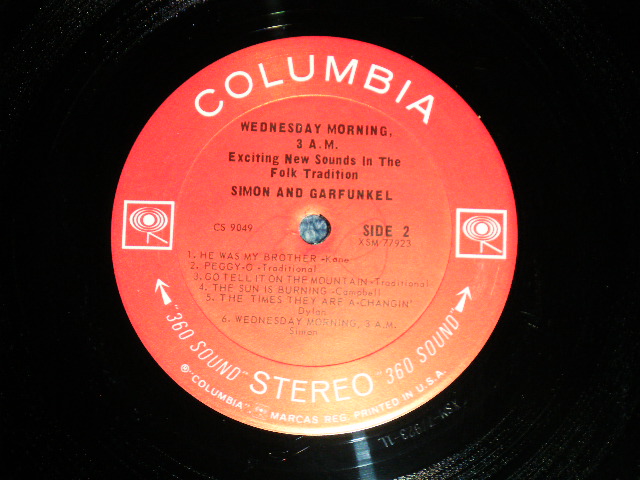 COLUMBIA
WEDNESDAY MORNING,
3 A.M.
Exciting New Sounds In The
Folk Tradition
SIMON AND GARFUNKEL
CS 9049
SIDE 2
XSM 77923
1. HE WAS MY BROTHER -Kane
2. PEGGY-O -Traditional
3. GO TELL IT ON THE MOUNTAIN -Traditional
4. THE SUN IS BURNING -Campbell
5. THE TIMES THEY ARE A-CHANGIN'
Dylan
6. WEDNESDAY MORNING, 3 A.M.
Simon
"360 SOUND" STEREO "360 SOUND"
® "COLUMBIA", MARCAS REG. PRINTED IN U.S.A.